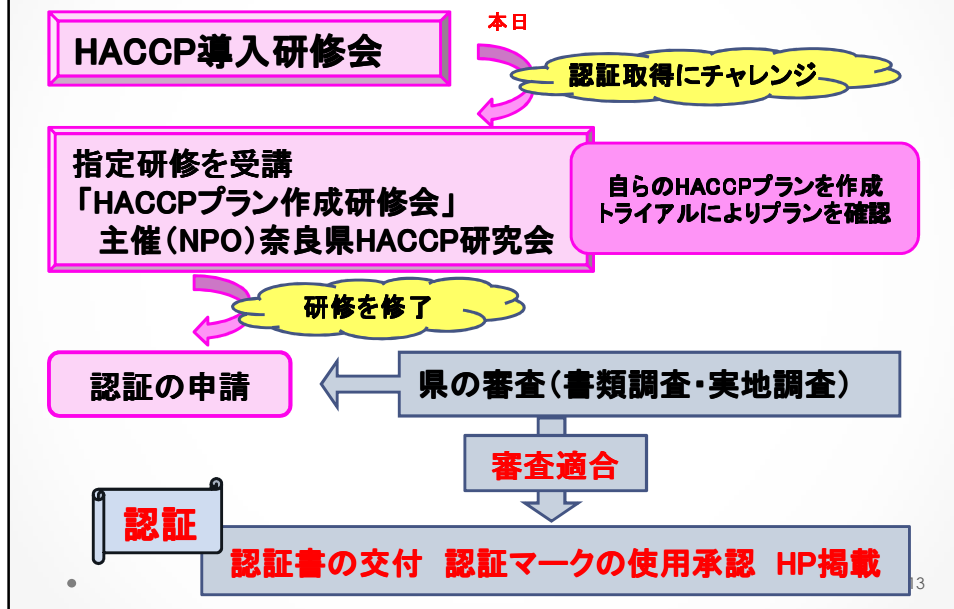 本日
HACCP導入研修会
認証取得にチャレンジ
指定研修を受講
「HACCPプラン作成研修会」
主催（NPO）奈良県HACCP研究会
自らのHACCPプランを作成
トライアルによりプランを確認
研修を修了
認証の申請
県の審査（書類調査・実地調査）
審査適合
認証
認証書の交付 認証マークの使用承認 HP掲載
13